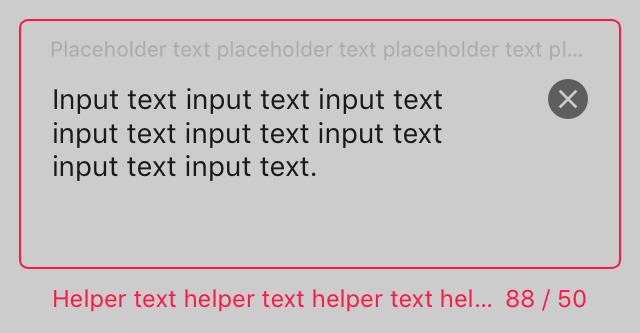 Placeholder text placeholder text placeholder text pl...
Input text input text input text
input text input text input text
input text input text.
Helper text helper text helper text hel... 88 / 50